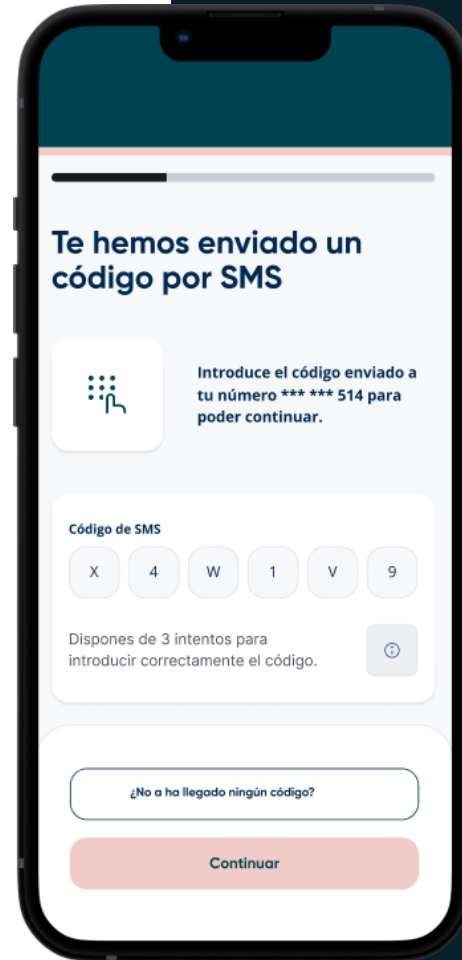 Te hemos enviado un
código por SMS
Introduce el código enviado a
tu número *** *** 514 para
poder continuar.
Código de SMS
X 4 W 1 V 9
Dispones de 3 intentos para
introducir correctamente el código.
¿No a ha llegado ningún código?
Continuar